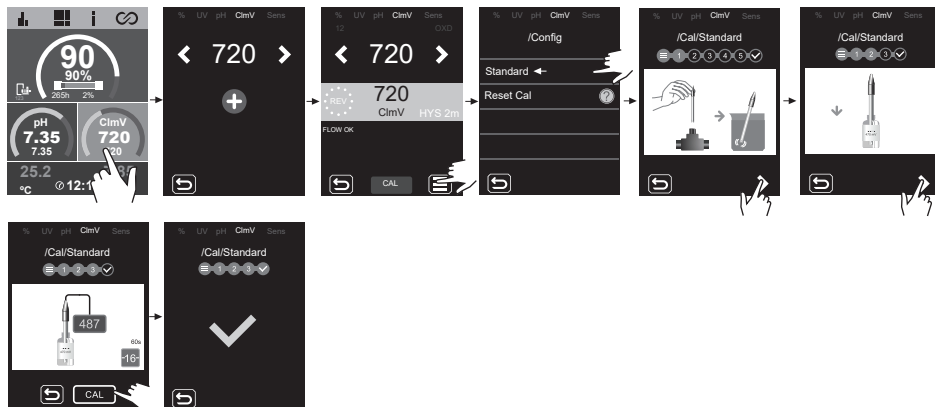 90
90%
265h 2%
pH
7.35
7.35
ClmV
720
25.2
ºC
% UV pH ClmV Sens
720
% UV pH ClmV Sens
12 OXD
720
REV
720
ClmV
HYS 2m
FLOW OK
CAL
% UV pH ClmV Sens
/Config
Standard
Reset Cal
?
% UV pH ClmV Sens
/Cal/Standard
1 2 3 4 5
% UV pH ClmV Sens
/Cal/Standard
1 2 3
% UV pH ClmV Sens
/Cal/Standard
1 2 3
487
60s
-16-
CAL
% UV pH ClmV Sens
/Cal/Standard
1 2 3